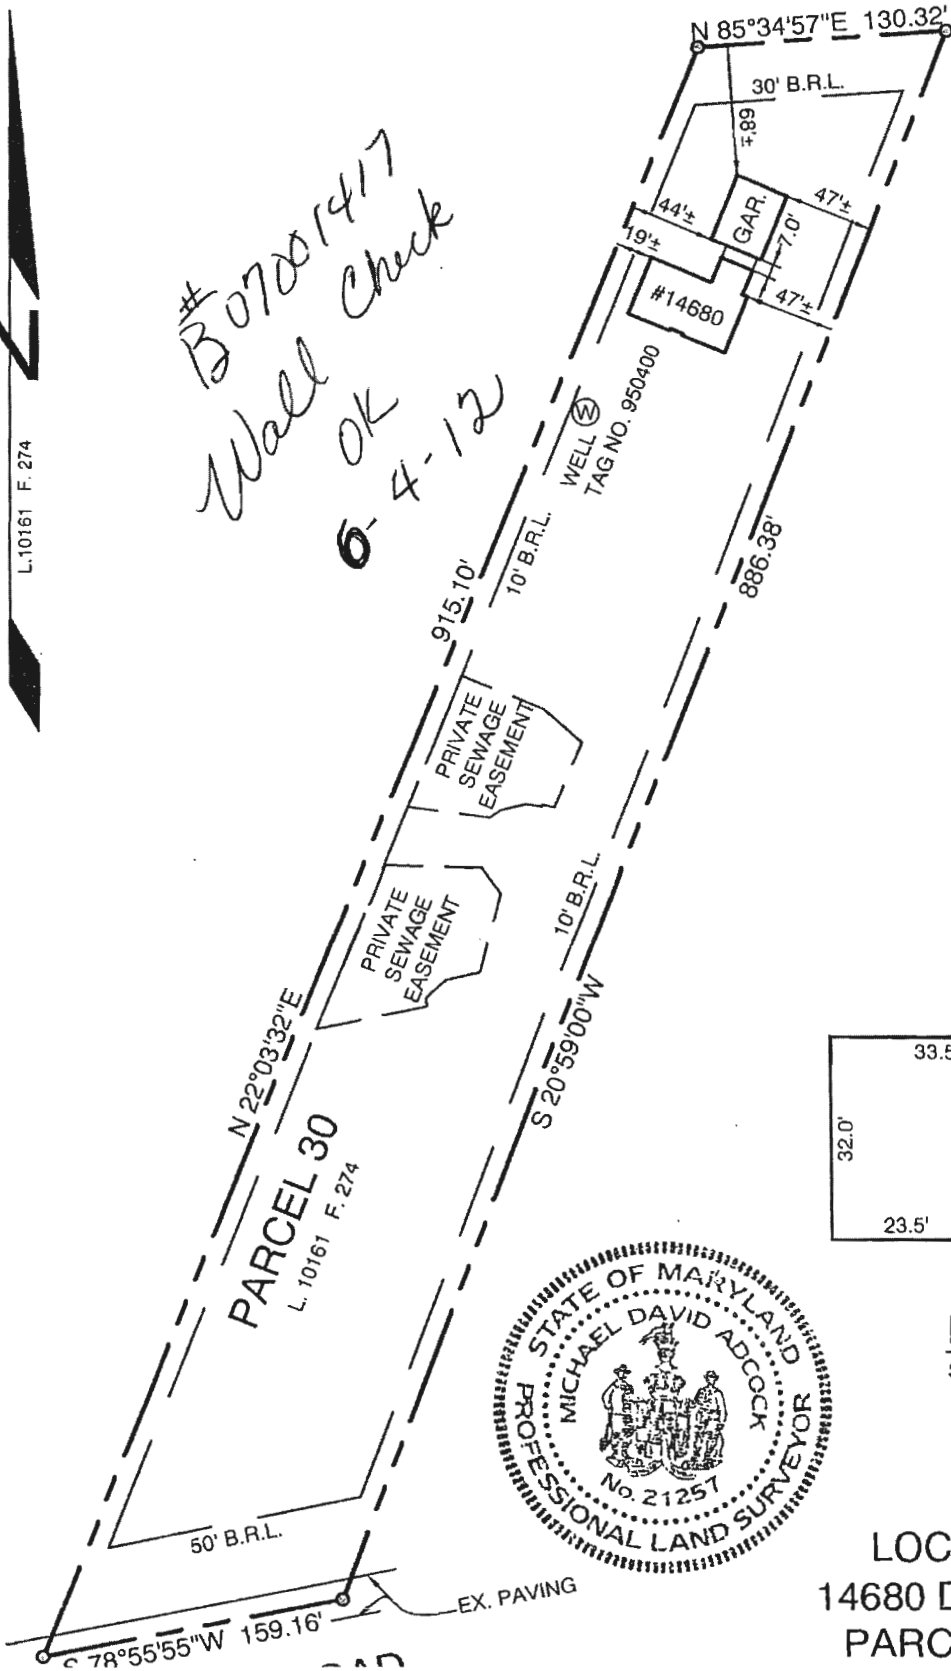 N 85°34'57"E 130.32'
30' B.R.L.
68'±
L.10161 F. 274
#
B07001417
Wall Check
OK
6-4-12
44'±
19'±
GAR.
47'±
7.0'
#14680
47'±
WELL W
TAG NO. 950400
10' B.R.L.
915.10'
886.38'
PRIVATE
SEWAGE
EASEMENT
PRIVATE
SEWAGE
EASEMENT
10' B.R.L.
N 22°03'32"E
S 20°59'00"W
PARCEL 30
L. 10161 F. 274
33.5
32.0'
23.5'
STATE OF MARYLAND
MICHAEL DAVID ADCOCK
No. 21257
PROFESSIONAL LAND SURVEYOR
50' B.R.L.
EX. PAVING
S 78°55'55"W 159.16'
LOC
14680 D
PARC